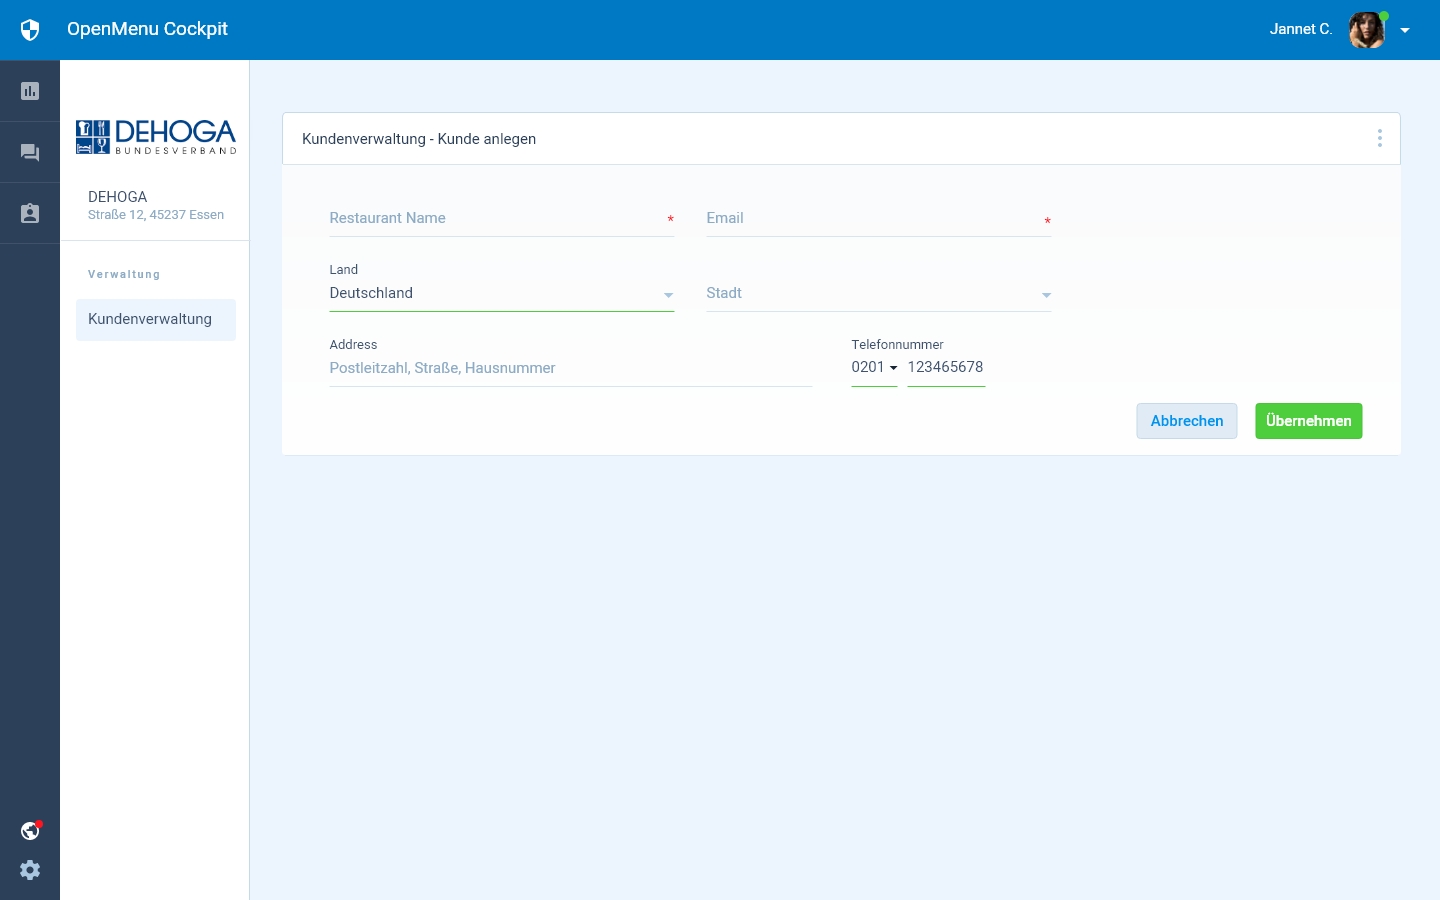 OpenMenu Cockpit
Jannet C.
DEHOGA
BUNDESVERBAND
DEHOGA
Straße 12, 45237 Essen
Verwaltung
Kundenverwaltung
Kundenverwaltung - Kunde anlegen
Restaurant Name *
Email *
Land
Deutschland
Stadt
Address
Postleitzahl, Straße, Hausnummer
Telefonnummer
0201 123465678
Abbrechen
Übernehmen